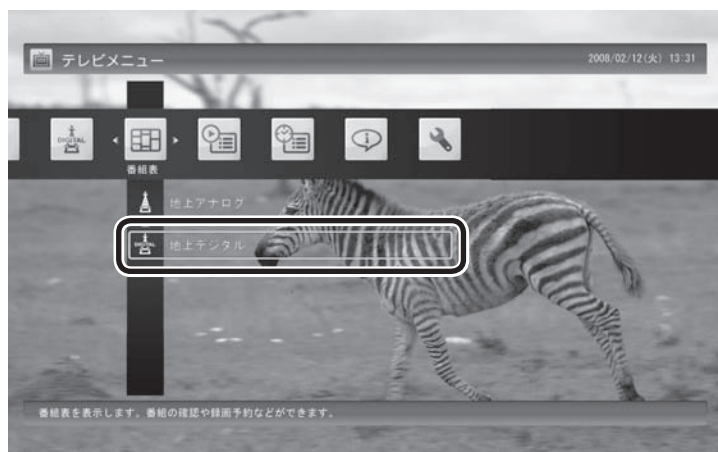 テレビメニュー
2008/02/12(火) 13:31
DIGITAL
番組表
地上アナログ
DIGITAL
地上デジタル
番組表を表示します。番組の確認や録画予約などができます。